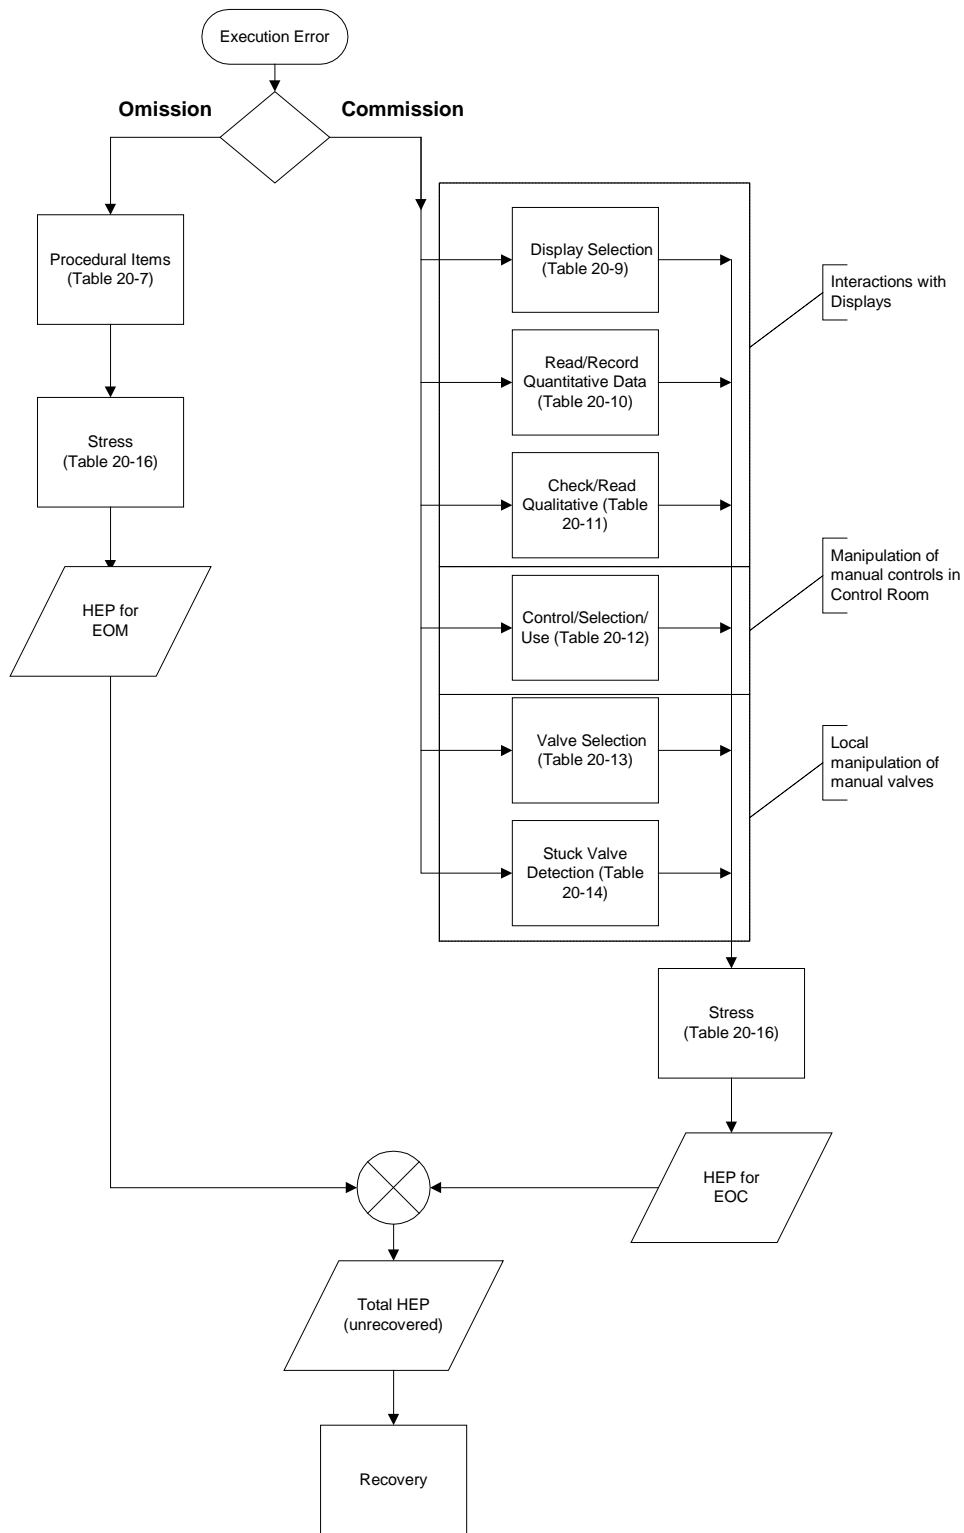 Execution Error
Omission
Commission
Procedural Items
(Table 20-7)
Stress
(Table 20-16)
HEP for
EOM
Display Selection
(Table 20-9)
Read/Record
Quantitative Data
(Table 20-10)
Check/Read
Qualitative (Table
20-11)
Control/Selection/
Use (Table 20-12)
Valve Selection
(Table 20-13)
Stuck Valve
Detection (Table
20-14)
Interactions with
Displays
Manipulation of
manual controls in
Control Room
Local
manipulation of
manual valves
Stress
(Table 20-16)
HEP for
EOC
Total HEP
(unrecovered)
Recovery